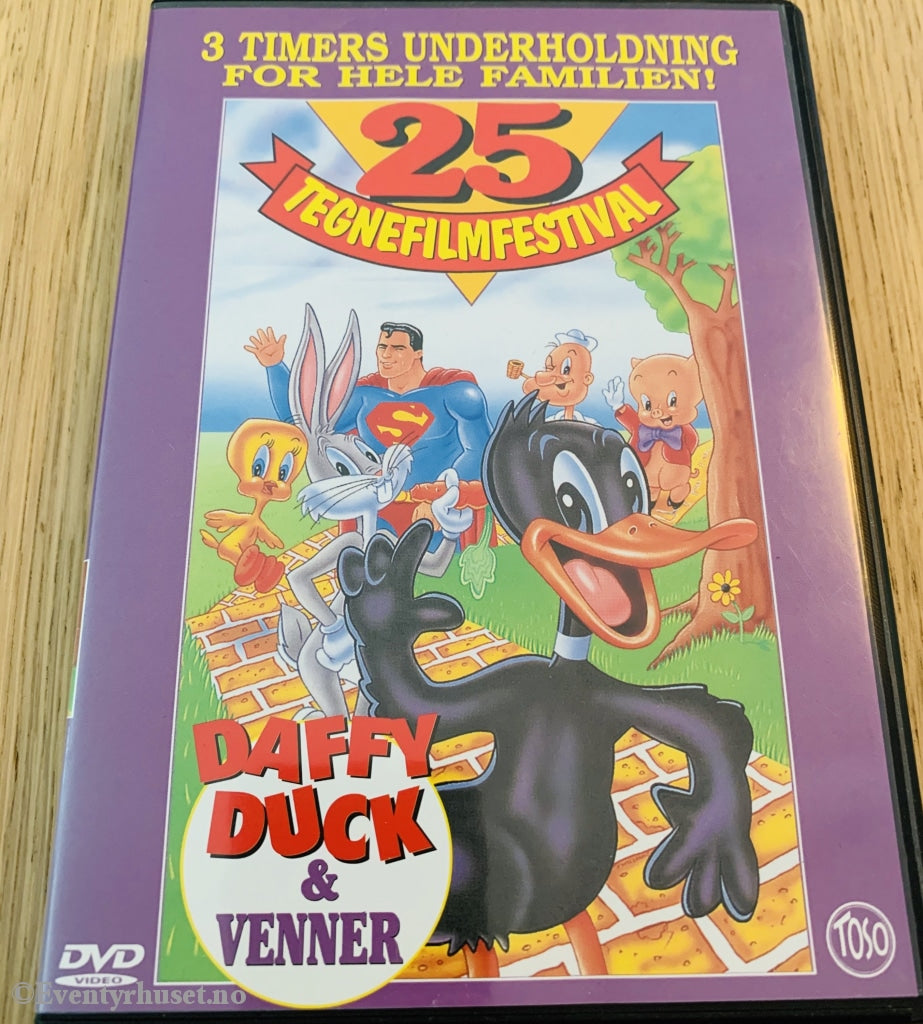 3 TIMERS UNDERHOLDNING
FOR HELE FAMILIEN!
25
TEGNEFILMFESTIVAL
S
DAFFY
DUCK
&
VENNER
DVD
VIDEO
TOSO
©Eventyrhuset.no